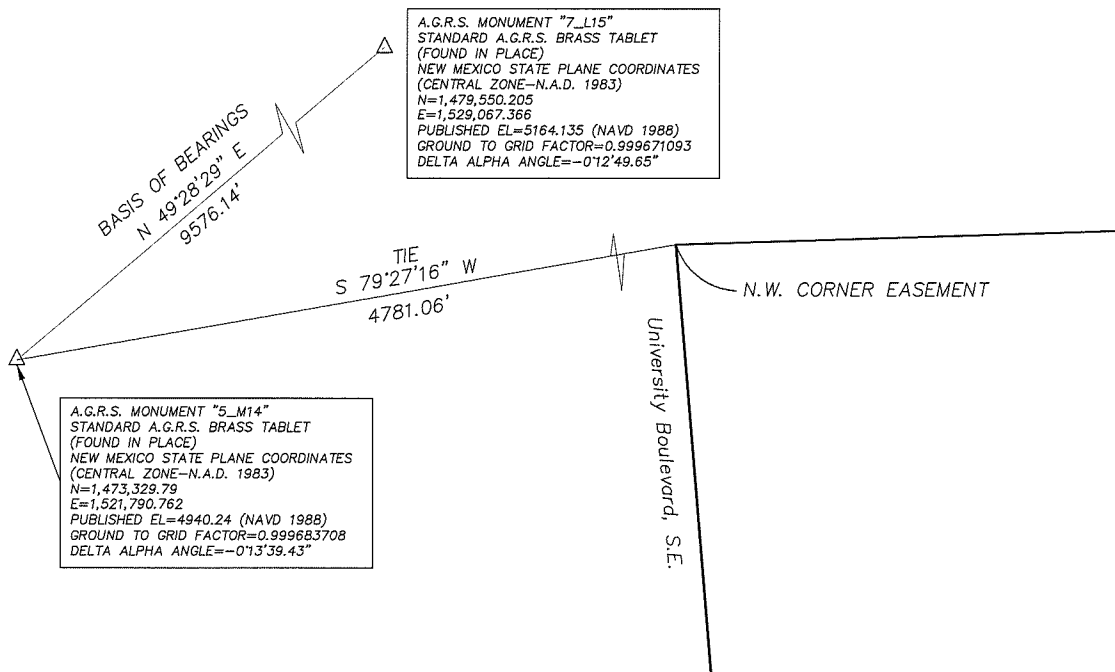 A.G.R.S. MONUMENT "7_L15"
STANDARD A.G.R.S. BRASS TABLET
(FOUND IN PLACE)
NEW MEXICO STATE PLANE COORDINATES
(CENTRAL ZONE-N.A.D. 1983)
N=1,479,550.205
E=1,529,067.366
PUBLISHED EL=5164.135 (NAVD 1988)
GROUND TO GRID FACTOR=0.999671093
DELTA ALPHA ANGLE=-0°12'49.65"
BASIS OF BEARINGS
N 49°28'29" E
9576.14'
TIE
S 79°27'16" W
4781.06'
N.W. CORNER EASEMENT
University Boulevard, S.E.
A.G.R.S. MONUMENT "5_M14"
STANDARD A.G.R.S. BRASS TABLET
(FOUND IN PLACE)
NEW MEXICO STATE PLANE COORDINATES
(CENTRAL ZONE-N.A.D. 1983)
N=1,473,329.79
E=1,521,790.762
PUBLISHED EL=4940.24 (NAVD 1988)
GROUND TO GRID FACTOR=0.999683708
DELTA ALPHA ANGLE=-0°13'39.43"